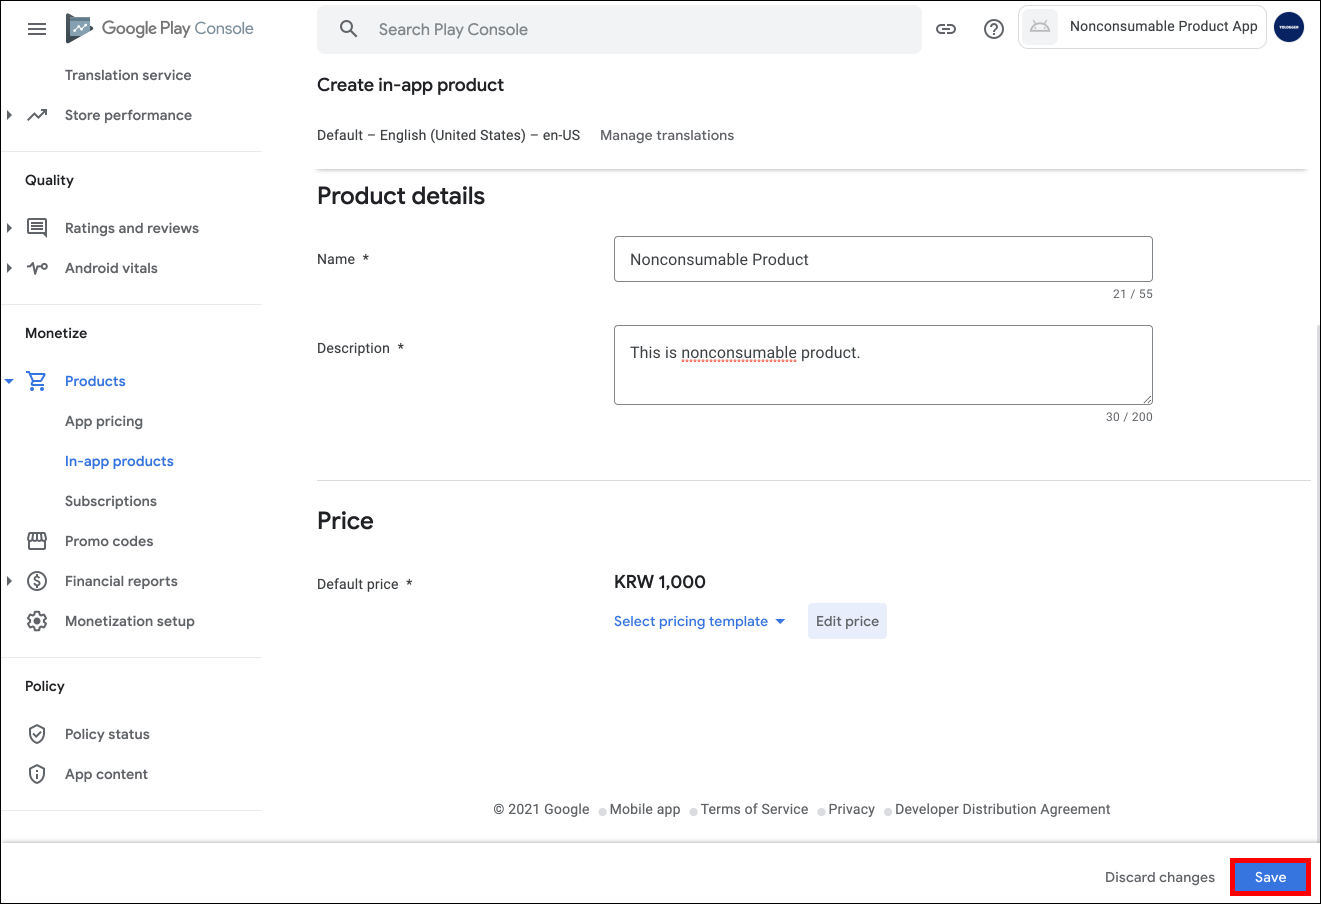 Google Play Console
Search Play Console
Nonconsumable Product App
Translation service
Store performance
Quality
Ratings and reviews
Android vitals
Monetize
Products
App pricing
In-app products
Subscriptions
Promo codes
Financial reports
Monetization setup
Policy
Policy status
App content
Create in-app product
Default – English (United States) – en-US Manage translations
Product details
Name *
Nonconsumable Product
21 / 55
Description *
This is nonconsumable product.
30 / 200
Price
Default price *
KRW 1,000
Select pricing template
Edit price
© 2021 Google Mobile app Terms of Service Privacy Developer Distribution Agreement
Discard changes
Save